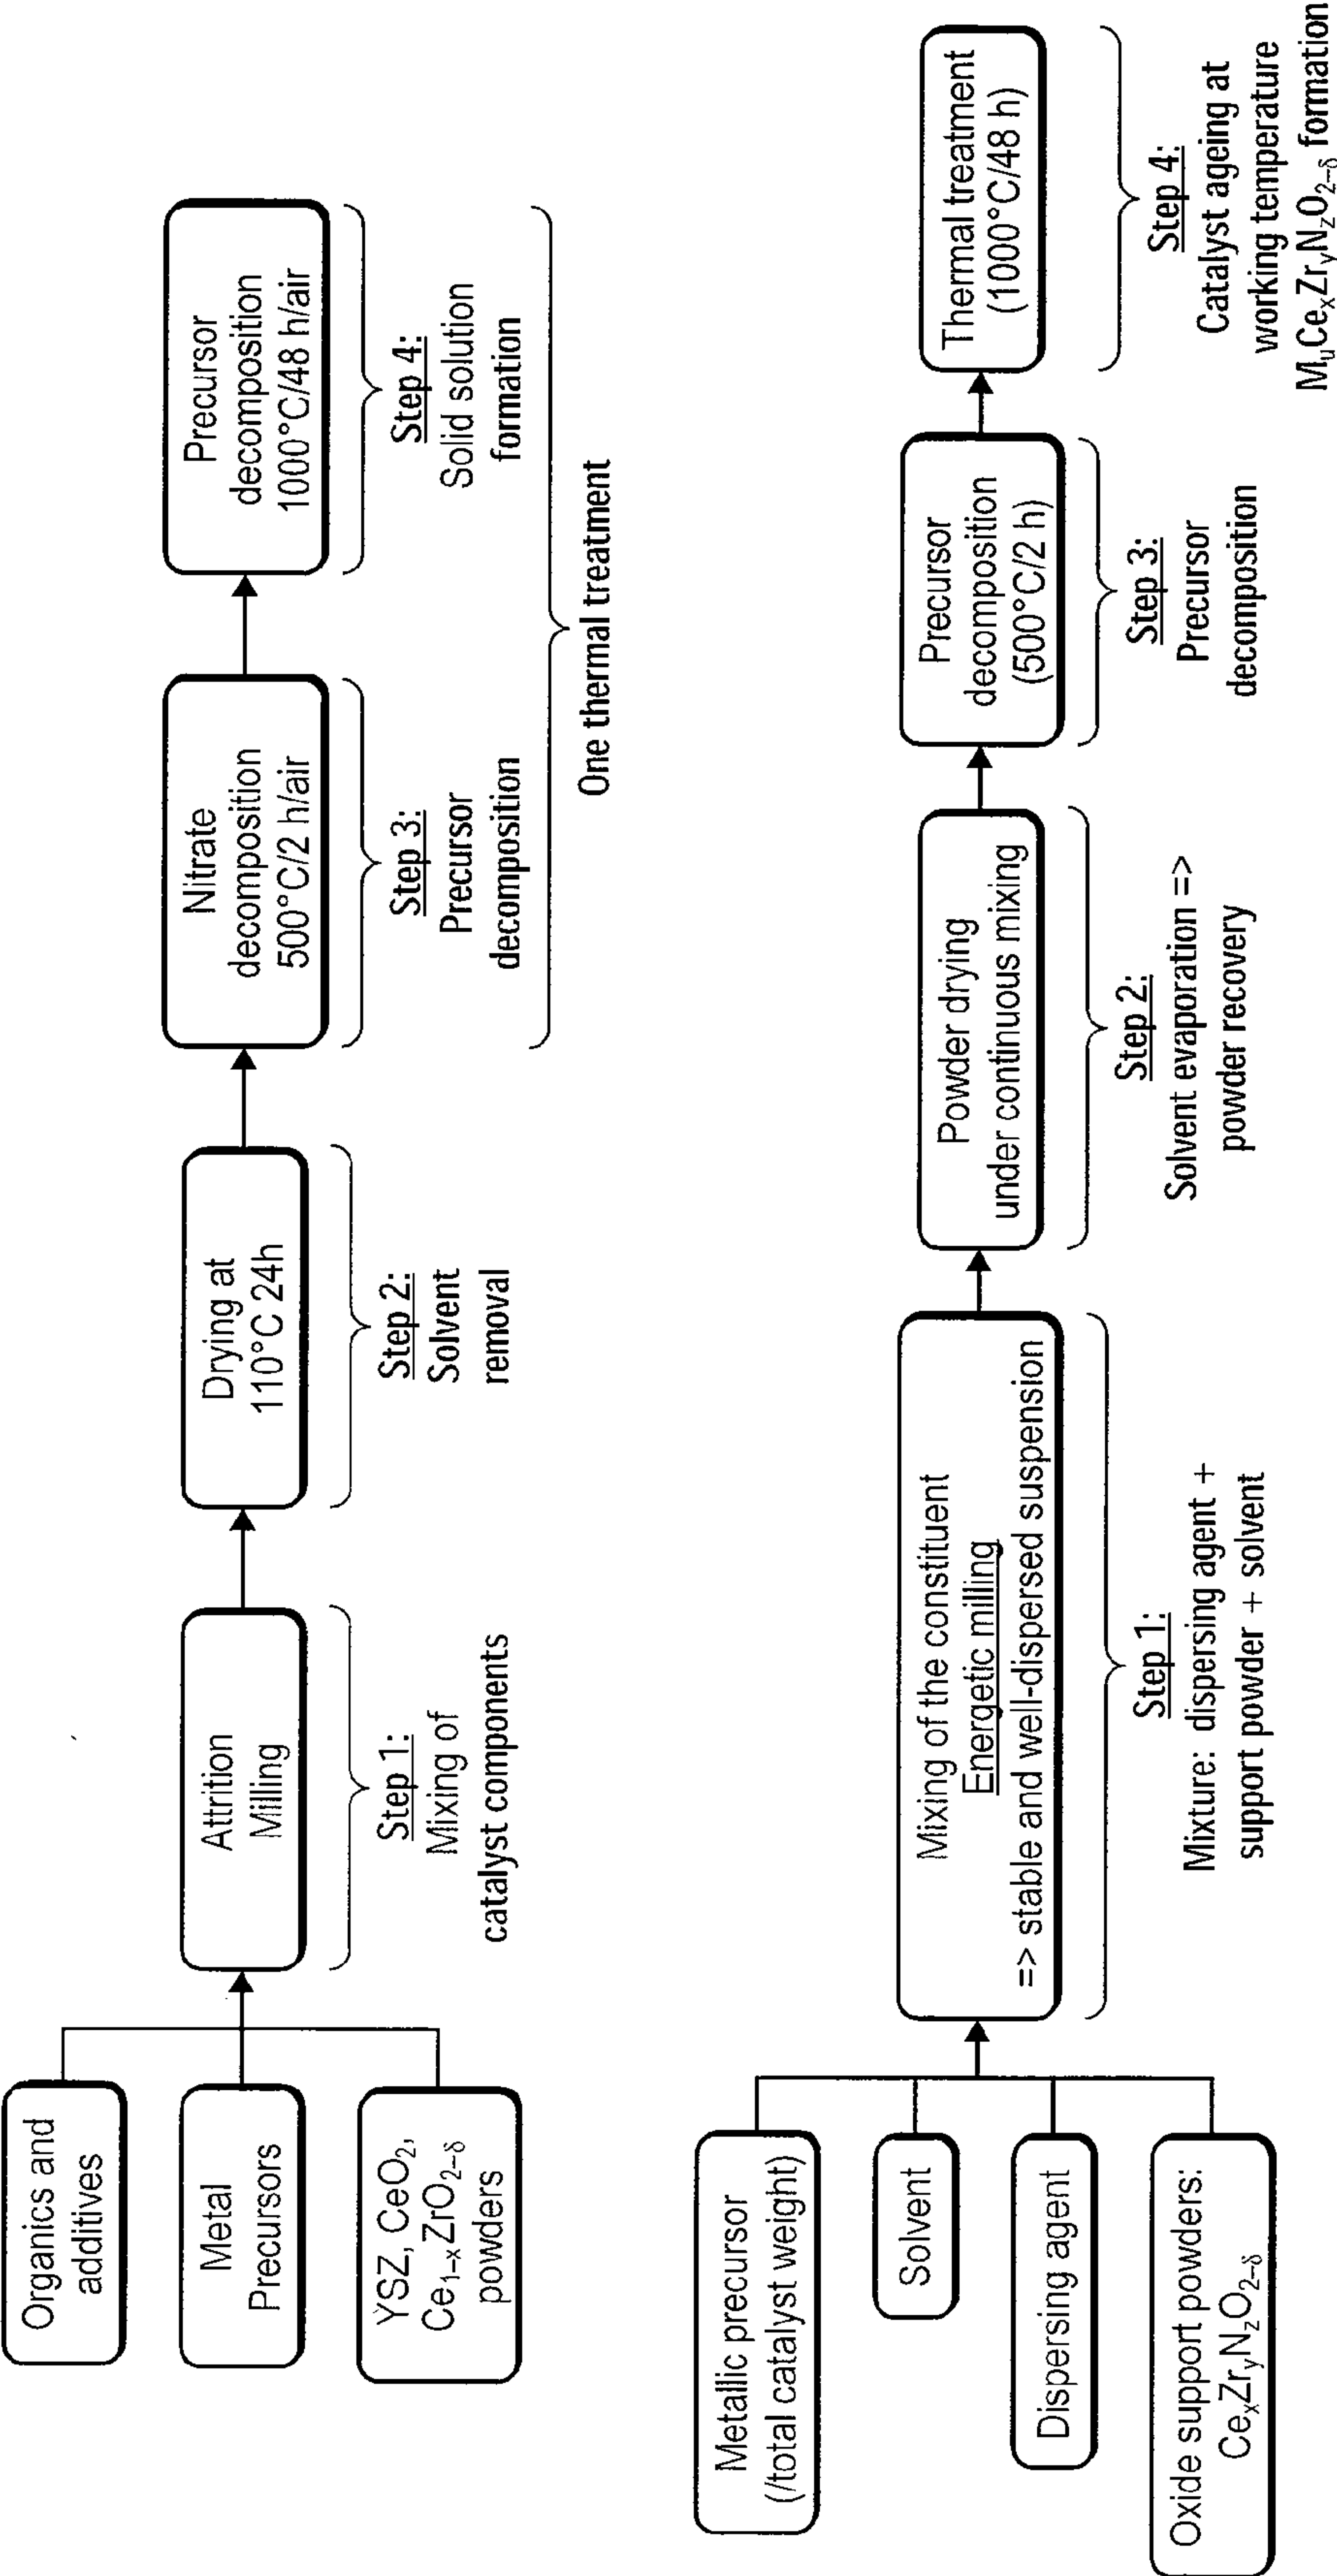 Organics and
additives
Metal
Precursors
YSZ, CeO₂,
Ce₁₋ₓZrO₂₋δ
powders
Attrition
Milling
Step 1:
Mixing of
catalyst components
Drying at
110°C 24h
Step 2:
Solvent
removal
Nitrate
decomposition
500°C/2 h/air
Step 3:
Precursor
decomposition
Precursor
decomposition
1000°C/48 h/air
Step 4:
Solid solution
formation
One thermal treatment
Metallic precursor
(/total catalyst weight)
Solvent
Dispersing agent
Oxide support powders:
CeₓZrᵧN₂O₂₋δ
Mixing of the constituent
Energetic milling
=> stable and well-dispersed suspension
Step 1:
Mixture: dispersing agent +
support powder + solvent
Powder drying
under continuous mixing
Step 2:
Solvent evaporation =>
powder recovery
Precursor
decomposition
(500°C/2 h)
Step 3:
Precursor
decomposition
Thermal treatment
(1000°C/48 h)
Step 4:
Catalyst ageing at
working temperature
MᵤCeₓZrᵧN_zO₂₋δ formation